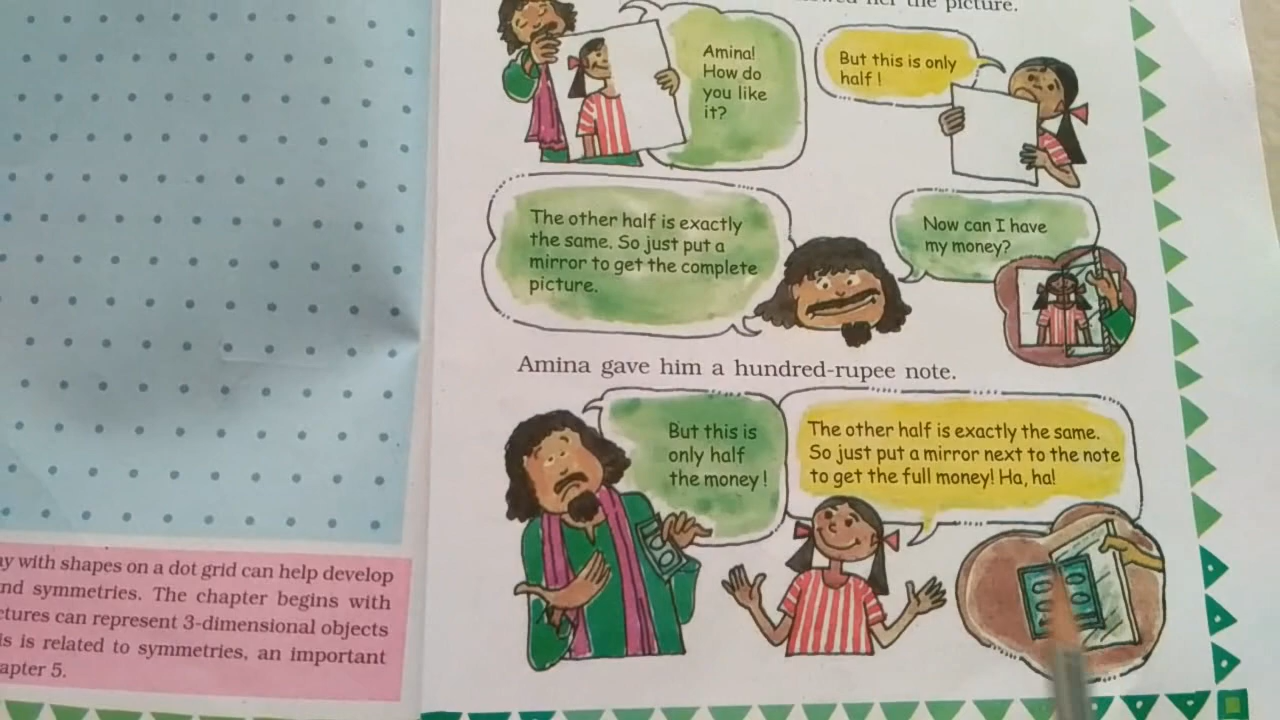 her the picture.
Amina!
How do
you like
it?
But this is only
half !
The other half is exactly
the same. So just put a
mirror to get the complete
picture.
Now can I have
my money?
Amina gave him a hundred-rupee note.
But this is
only half
the money !
The other half is exactly the same.
So just put a mirror next to the note
to get the full money! Ha, ha!
with shapes on a dot grid can help develop
symmetries. The chapter begins with
can represent 3-dimensional objects
is related to symmetries, an important
5.